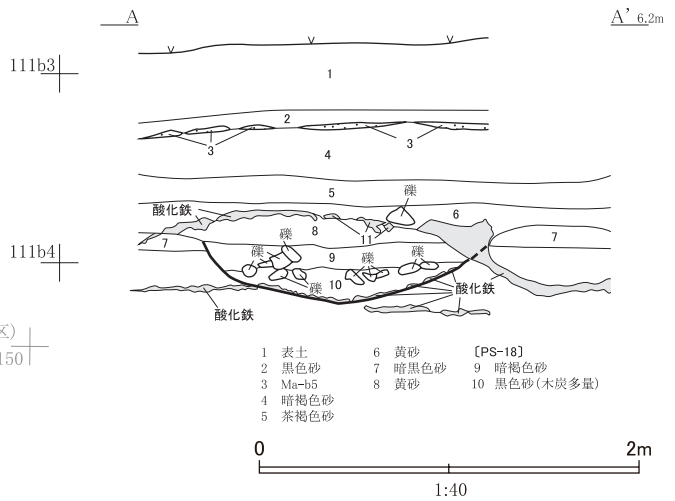 A A’ 6.2m
111b3
1
2
3 3
4
5
礫
酸化鉄 6
8 11
7 7
礫
礫 礫
111b4 9
10
礫 酸化鉄
酸化鉄
区)
150
1 表土 6 黄砂 〔PS-18〕
2 黒色砂 7 暗黒色砂 9 暗褐色砂
3 Ma-b5 8 黄砂 10 黒色砂(木炭多量)
4 暗褐色砂
5 茶褐色砂
0 2m
1:40